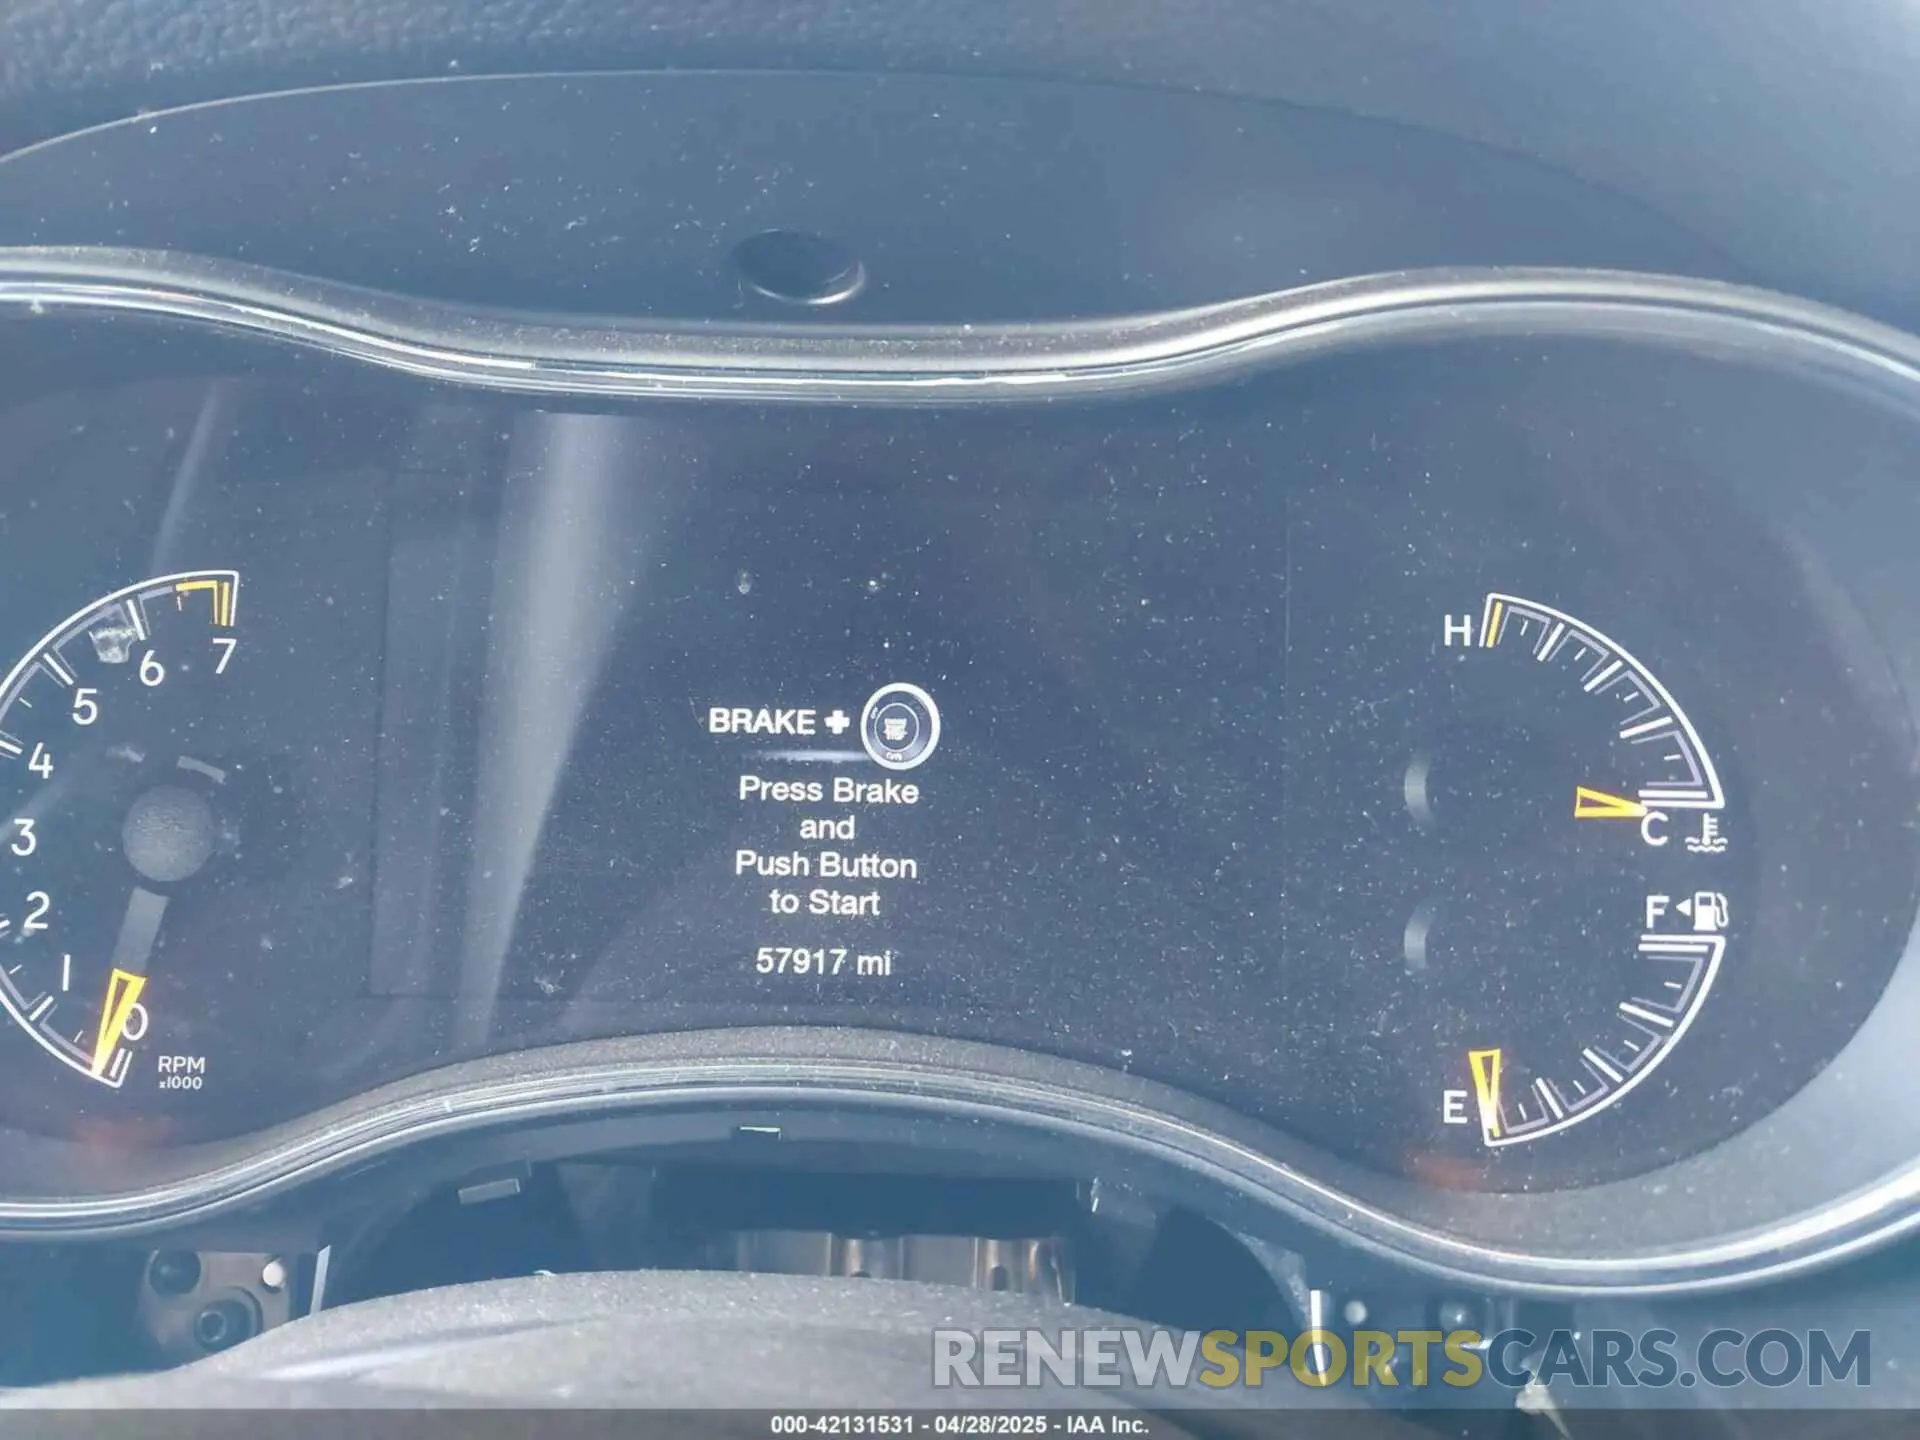 7
6
5
4
3
2
1
0
RPM
x1000
BRAKE +
Press Brake
and
Push Button
to Start
57917 mi
H
C
F
E
RENEWSPORTSCARS.COM
000-42131531 - 04/28/2025 - IAA Inc.